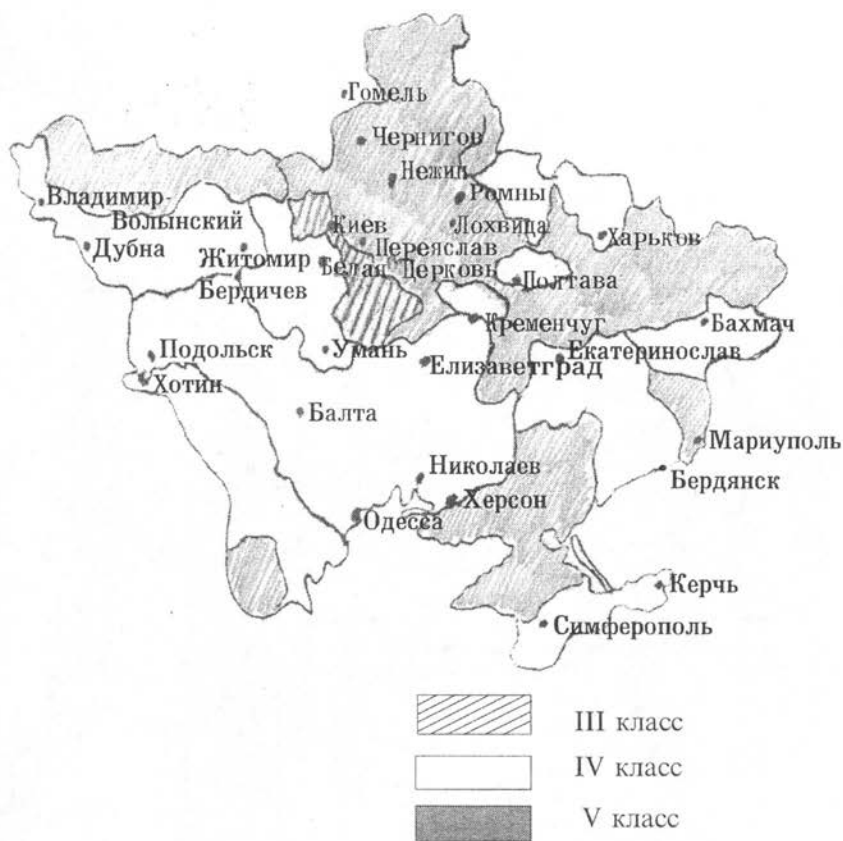 Гомель
Чернигов
Нежин
Ромны
Владимир-
Волынский
Киев
Лохвица
Харьков
Дубна
Житомир
Переяслав
Белая Церковь
Полтава
Бердичев
Кременчуг
Бахмач
Подольск
Умань
Екатеринослав
Елизаветград
Хотин
Балта
Мариуполь
Николаев
Бердянск
Херсон
Одесса
Керчь
Симферополь
III класс
IV класс
V класс